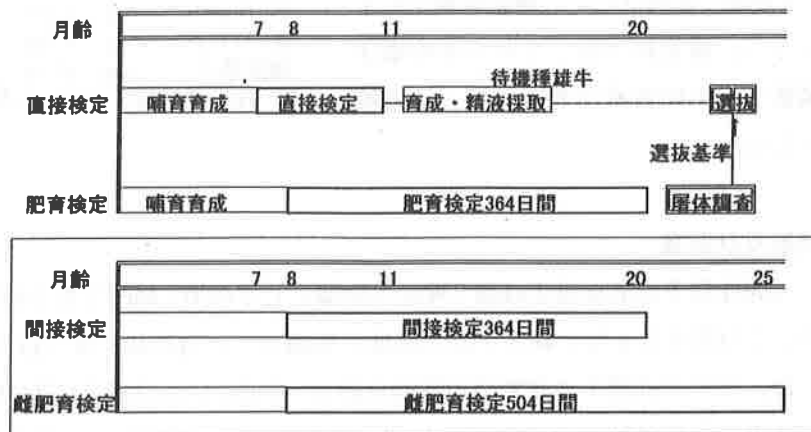 月齢 7 8 11 20
待機種雄牛
直接検定 哺育育成 直接検定 育成・精液採取 選抜
選抜基準
肥育検定 哺育育成 肥育検定364日間 屠体調査
月齢 7 8 11 20 25
間接検定 間接検定364日間
雌肥育検定 雌肥育検定504日間